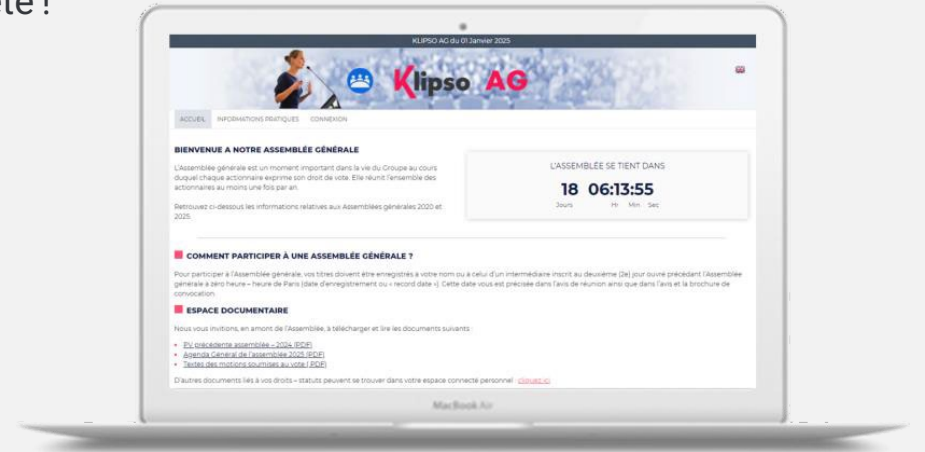 KLIPSO AG du 01 Janvier 2025
Klipso AG
ACCUEIL INFORMATIONS PRATIQUES CONNEXION
BIENVENUE A NOTRE ASSEMBLÉE GÉNÉRALE
L'Assemblée générale est un moment important dans la vie du Groupe au cours
duquel chaque actionnaire exprime son droit de vote. Elle réunit l'ensemble des
actionnaires au moins une fois par an.
Retrouvez ci-dessous les informations relatives aux Assemblées générales 2020 et
2025.
L'ASSEMBLÉE SE TIENT DANS
18 06:13:55
Jours Hr Min Sec
COMMENT PARTICIPER À UNE ASSEMBLÉE GÉNÉRALE ?
Pour participer à l'Assemblée générale, vos titres doivent être enregistrés à votre nom ou à celui d'un intermédiaire inscrit au deuxième (2e) jour ouvré précédant l'Assemblée
générale à zéro heure – heure de Paris (date d'enregistrement ou « record date »). Cette date vous est précisée dans l'avis de réunion ainsi que dans l'avis et la brochure de
convocation.
ESPACE DOCUMENTAIRE
Nous vous invitons, en amont de l'Assemblée, à télécharger et lire les documents suivants :
• PV précédente assemblée – 2024 (PDF)
• Agenda Général de l'assemblée 2025 (PDF)
• Textes des motions soumises au vote ( PDF)
D'autres documents liés à vos droits – statuts peuvent se trouver dans votre espace connecté personnel : cliquez ici
MacBook Air